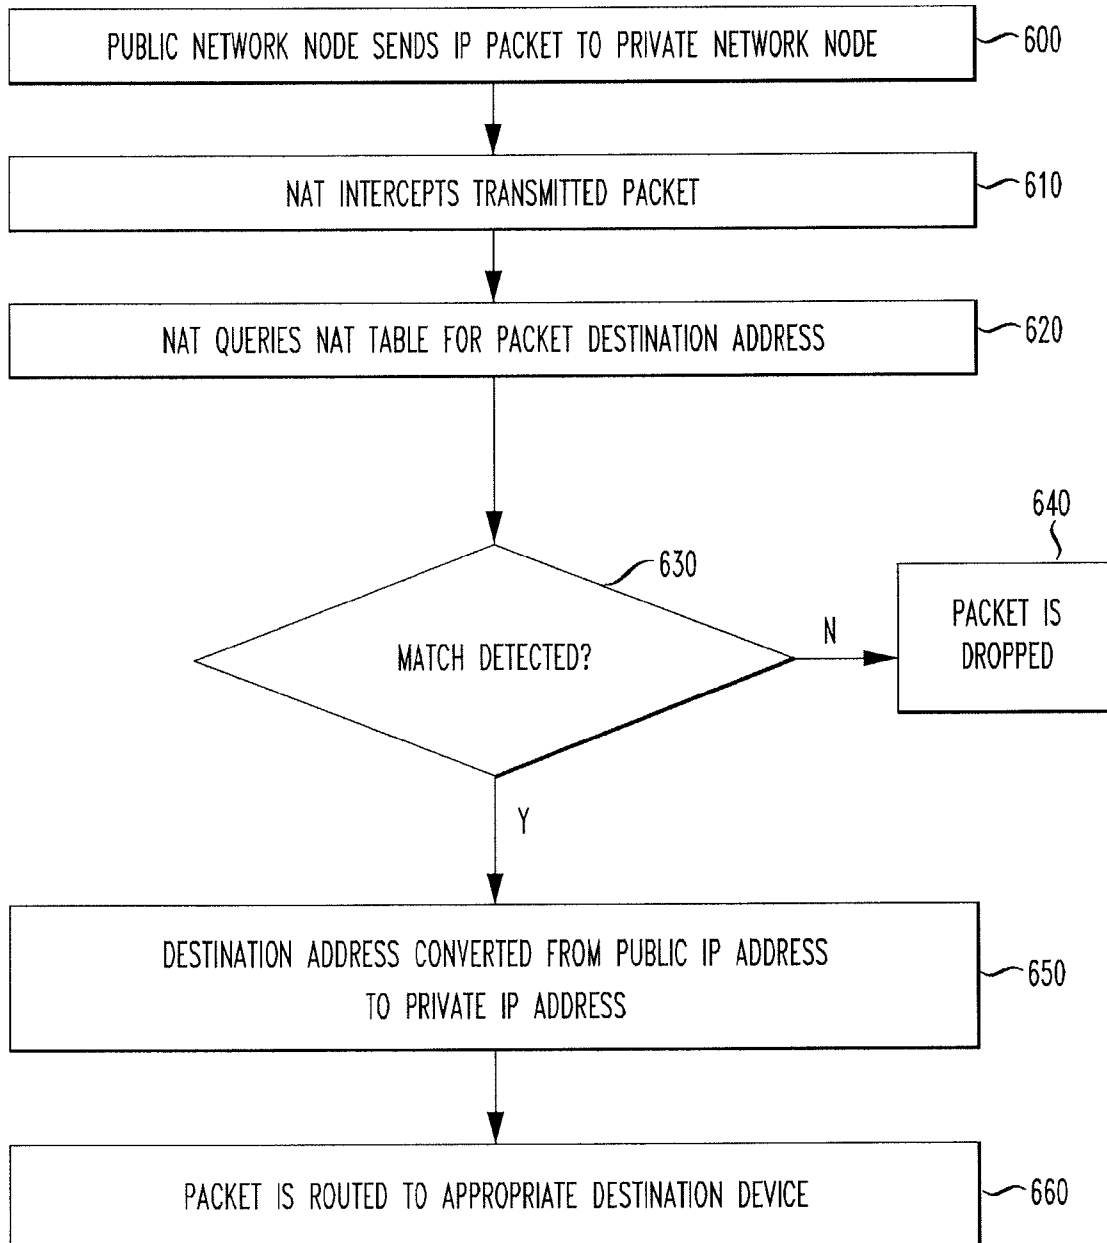 PUBLIC NETWORK NODE SENDS IP PACKET TO PRIVATE NETWORK NODE
600
NAT INTERCEPTS TRANSMITTED PACKET
610
NAT QUERIES NAT TABLE FOR PACKET DESTINATION ADDRESS
620
640
630
PACKET IS
DROPPED
MATCH DETECTED?
N
Y
DESTINATION ADDRESS CONVERTED FROM PUBLIC IP ADDRESS
TO PRIVATE IP ADDRESS
650
PACKET IS ROUTED TO APPROPRIATE DESTINATION DEVICE
660